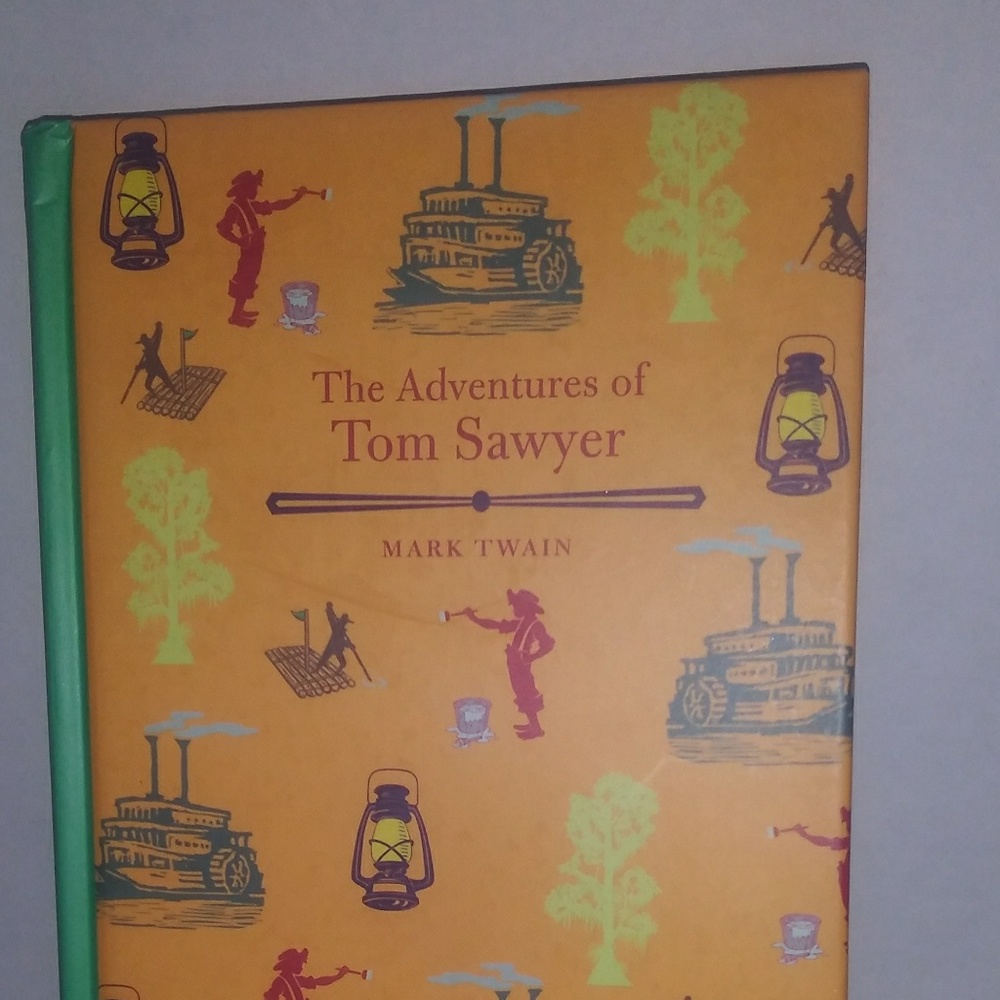 The Adventures of
Tom Sawyer
MARK TWAIN